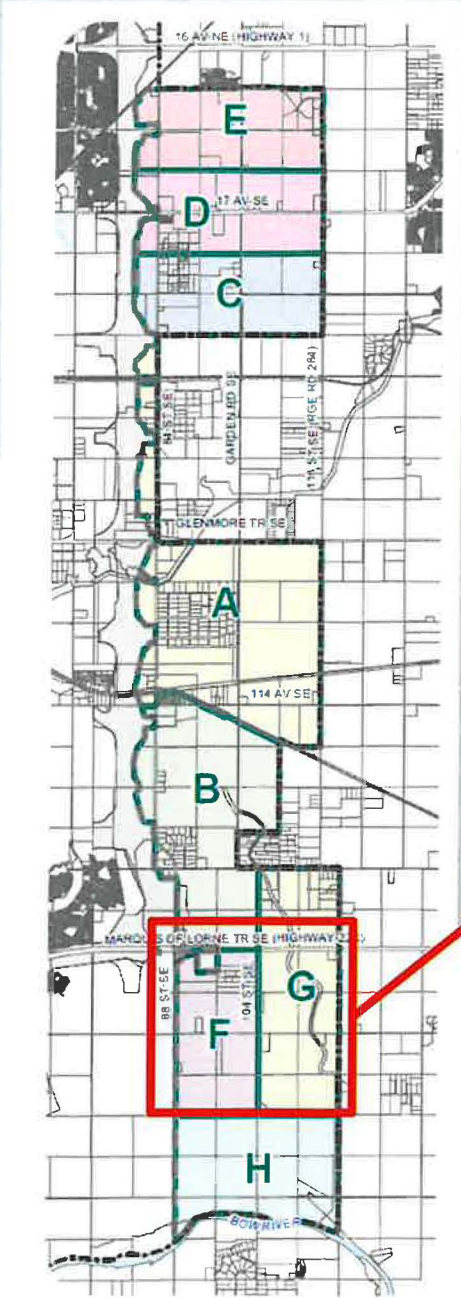 16 AV NE (HIGHWAY 1)
E
17 AV SE
D
C
84 ST SE
GARDEN RD SE
116 ST SE (RGE RD 284)
GLENMORE TR SE
A
114 AV SE
B
MARQUIS OF LORNE TR SE (HIGHWAY
88 ST SE
104 ST SE
G
F
H
BOW RIVER